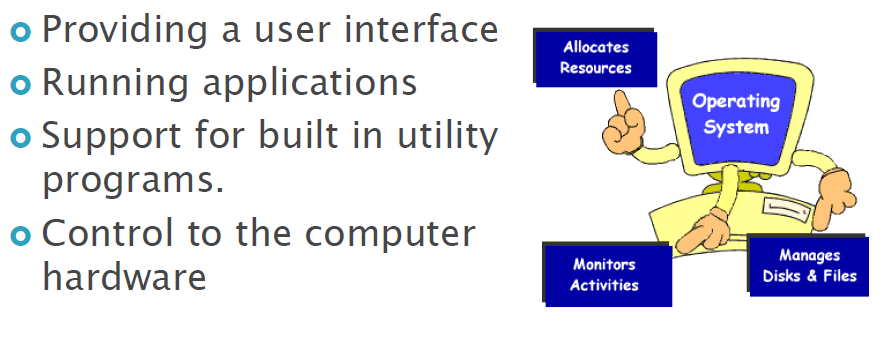 Providing a user interface
Running applications
Support for built in utility
programs.
Control to the computer
hardware
Allocates
Resources
Operating
System
Monitors
Activities
Manages
Disks & Files